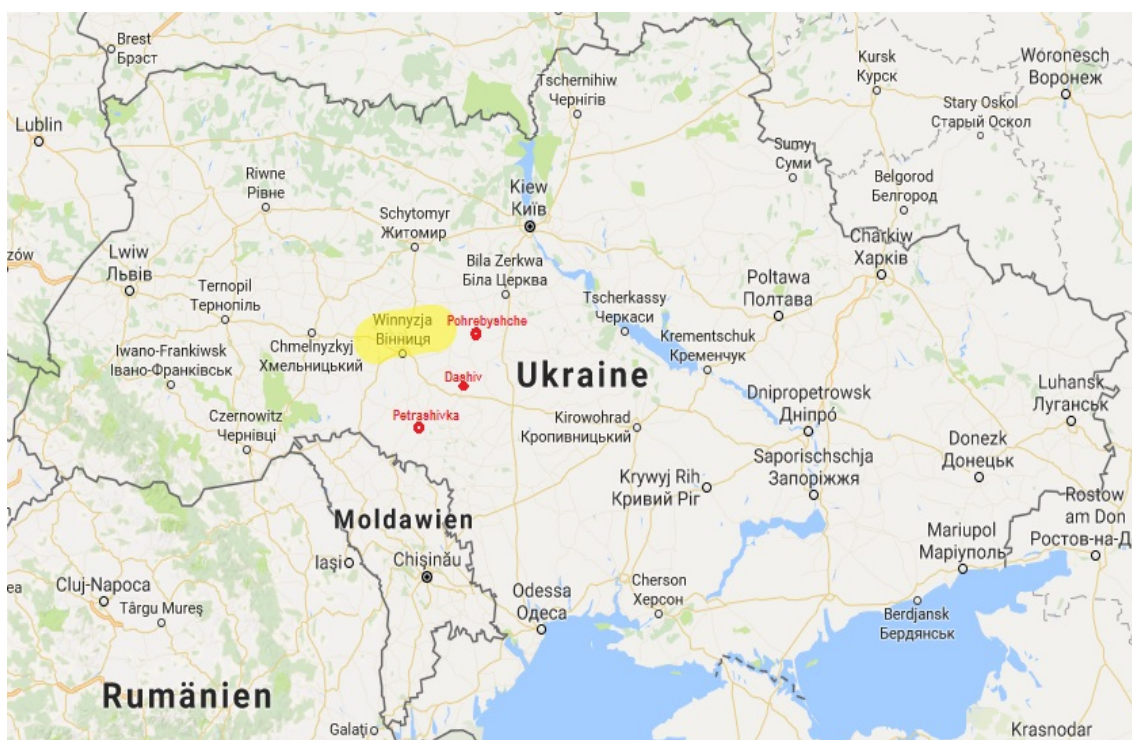 Brest
Брэст
Kursk
Курск
Woronesch
Воронеж
Tschernihiw
Чернігів
Stary Oskol
Старый Оскол
Lublin
Sumy
Суми
Riwne
Рівне
Belgorod
Белгород
Kiew
Київ
Schytomyr
Житомир
Charkiw
Харків
zów
Lwiw
Львів
Bila Zerkwa
Біла Церква
Poltawa
Полтава
Ternopil
Тернопіль
Tscherkassy
Черкаси
Winnyzja
Вінниця
Pohrebyshche
Krementschuk
Кременчук
Chmelnyzkyj
Хмельницький
Iwano-Frankiwsk
Івано-Франківськ
Dashiv
Ukraine
Luhansk
Луганськ
Dnipropetrowsk
Дніпро́
Petrashivka
Czernowitz
Чернівці
Kirowohrad
Кропивницький
Donezk
Донецьк
Saporischschja
Запоріжжя
Krywyj Rih
Кривий Ріг
Rostow
am Don
Ростов-на-Д
Moldawien
Mariupol
Маріуполь
Iași
Chișinău
ea
Cluj-Napoca
Târgu Mureș
Odessa
Одеса
Cherson
Херсон
Berdjansk
Бердянськ
Rumänien
Galați
Krasnodar